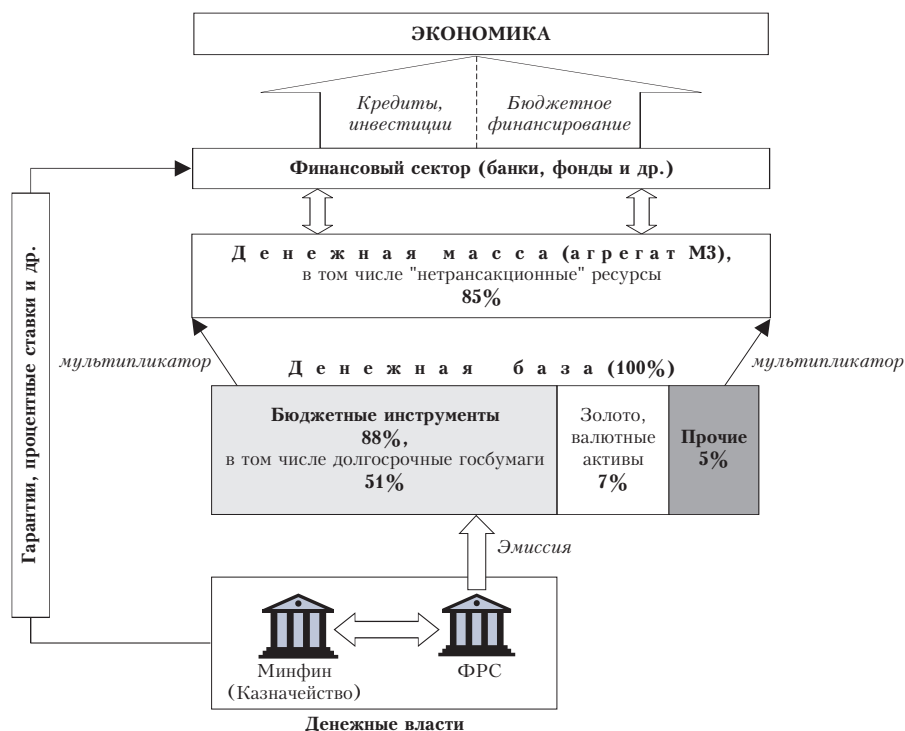 ЭКОНОМИКА
Кредиты,
инвестиции
Бюджетное
финансирование
Финансовый сектор (банки, фонды и др.)
Гарантии, процентные ставки и др.
Денежная масса (агрегат М3),
в том числе "нетрансакционные" ресурсы
85%
мультипликатор
мультипликатор
Денежная база (100%)
Бюджетные инструменты
88%,
в том числе долгосрочные госбумаги
51%
Золото,
валютные
активы
7%
Прочие
5%
Эмиссия
Минфин
(Казначейство)
ФРС
Денежные власти